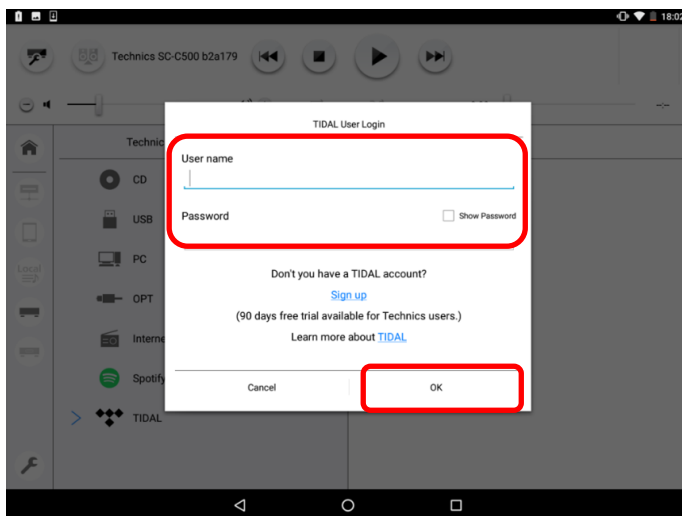 18:02
Technics SC-C500 b2a179
TIDAL User Login
--:--
Technic
User name
CD
USB
Password
Show Password
PC
Local
Don't you have a TIDAL account?
OPT
Sign up
(90 days free trial available for Technics users.)
Interne
Learn more about TIDAL
Spotify
Cancel
OK
TIDAL